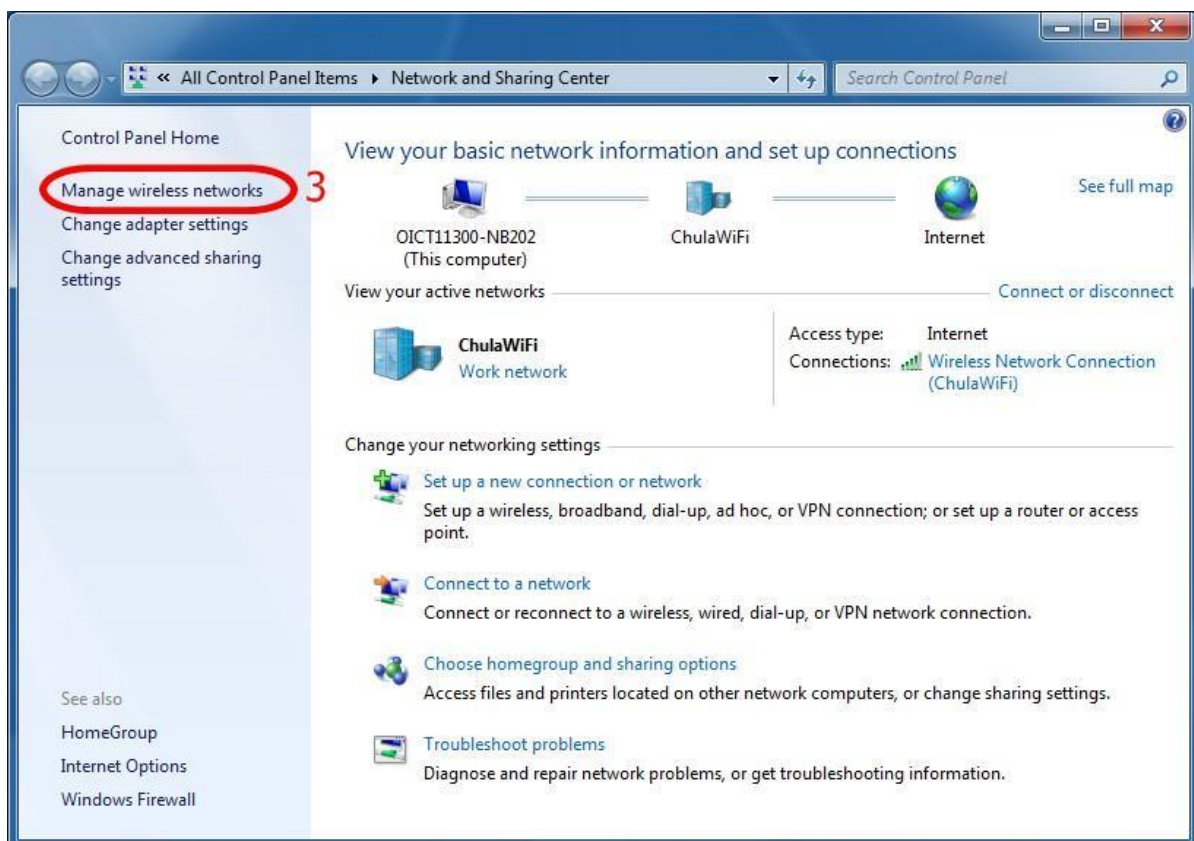 « All Control Panel Items ▸ Network and Sharing Center
Search Control Panel
Control Panel Home
Manage wireless networks
3
Change adapter settings
Change advanced sharing
settings
See also
HomeGroup
Internet Options
Windows Firewall
View your basic network information and set up connections
See full map
OICT11300-NB202
(This computer)
ChulaWiFi
Internet
View your active networks
Connect or disconnect
ChulaWiFi
Work network
Access type: Internet
Connections: Wireless Network Connection
(ChulaWiFi)
Change your networking settings
Set up a new connection or network
Set up a wireless, broadband, dial-up, ad hoc, or VPN connection; or set up a router or access
point.
Connect to a network
Connect or reconnect to a wireless, wired, dial-up, or VPN network connection.
Choose homegroup and sharing options
Access files and printers located on other network computers, or change sharing settings.
Troubleshoot problems
Diagnose and repair network problems, or get troubleshooting information.